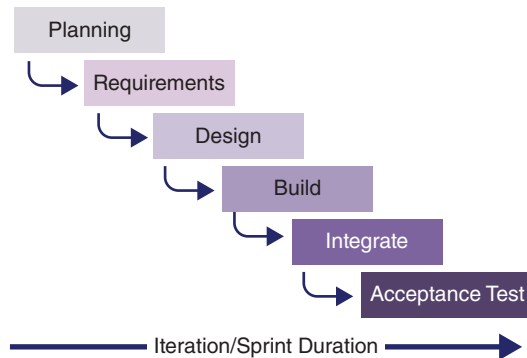 Planning
Requirements
Design
Build
Integrate
Acceptance Test
Iteration/Sprint Duration